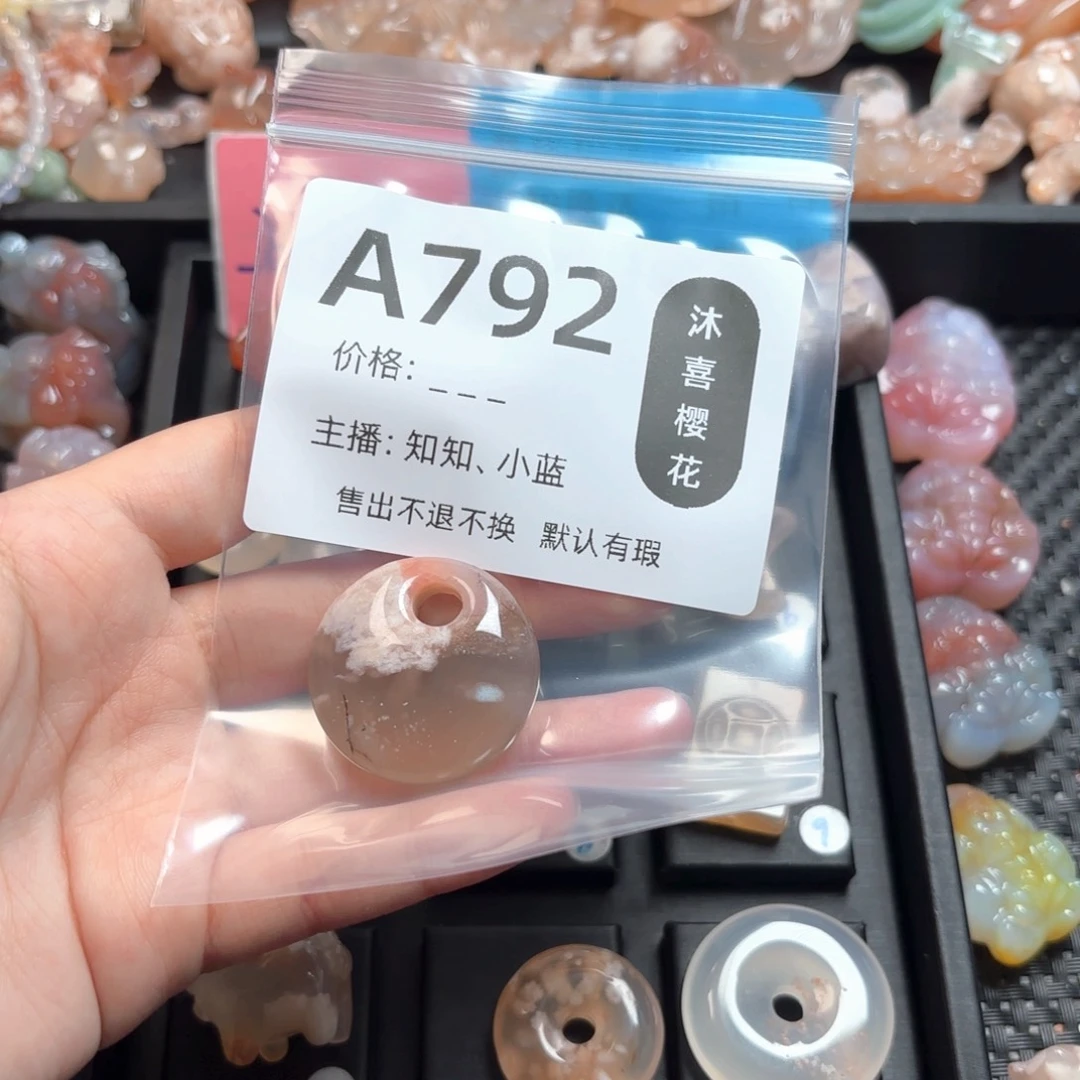 A792
价格: _ _ _
主播: 知知、小蓝
售出不退不换 默认有瑕
沐喜樱花
9